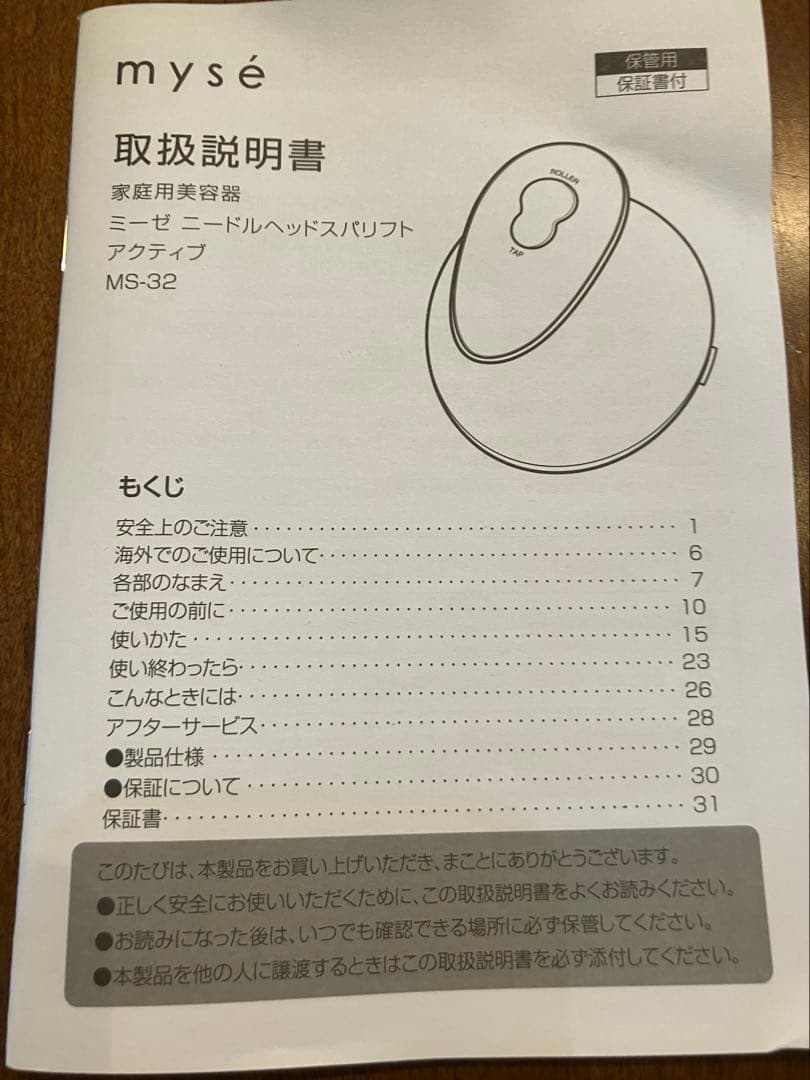 mysé
保管用
保証書付
取扱説明書
家庭用美容器
ミーゼ ニードルヘッドスパリフト
アクティブ
MS-32
ROLLER
TAP
もくじ
安全上のご注意‥‥‥‥‥‥‥‥‥‥‥‥‥‥‥‥ 1
海外でのご使用について‥‥‥‥‥‥‥‥‥‥‥‥‥ 6
各部のなまえ‥‥‥‥‥‥‥‥‥‥‥‥‥‥‥‥‥ 7
ご使用の前に‥‥‥‥‥‥‥‥‥‥‥‥‥‥‥‥‥ 10
使いかた‥‥‥‥‥‥‥‥‥‥‥‥‥‥‥‥‥‥‥ 15
使い終わったら‥‥‥‥‥‥‥‥‥‥‥‥‥‥‥‥ 23
こんなときには‥‥‥‥‥‥‥‥‥‥‥‥‥‥‥‥ 26
アフターサービス‥‥‥‥‥‥‥‥‥‥‥‥‥‥‥ 28
●製品仕様‥‥‥‥‥‥‥‥‥‥‥‥‥‥‥‥‥‥ 29
●保証について‥‥‥‥‥‥‥‥‥‥‥‥‥‥‥‥ 30
保証書‥‥‥‥‥‥‥‥‥‥‥‥‥‥‥‥‥‥‥‥ 31
このたびは、本製品をお買い上げいただき、まことにありがとうございます。
●正しく安全にお使いいただくために、この取扱説明書をよくお読みください。
●お読みになった後は、いつでも確認できる場所に必ず保管してください。
●本製品を他の人に譲渡するときはこの取扱説明書を必ず添付してください。